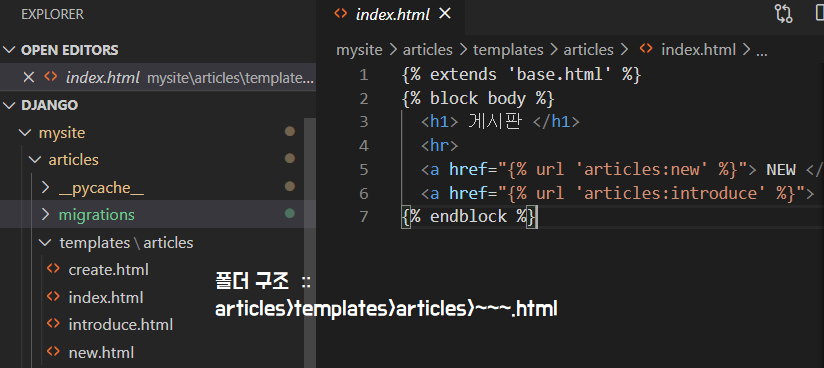 EXPLORER
index.html
OPEN EDITORS
index.html mysite\articles\template...
DJANGO
mysite
articles
__pycache__
migrations
templates \ articles
create.html
index.html
introduce.html
new.html
mysite > articles > templates > articles > index.html > ...
1 {% extends 'base.html' %}
2 {% block body %}
3 <h1> 게시판 </h1>
4 <hr>
5 <a href="{% url 'articles:new' %}"> NEW </
6 <a href="{% url 'articles:introduce' %}">
7 {% endblock %}
폴더 구조 ::
articles>templates>articles>~~~.html